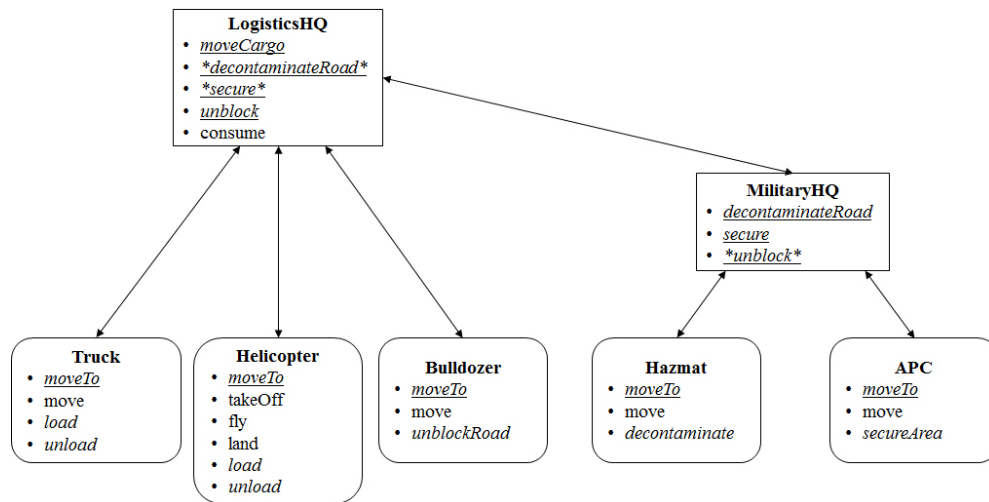 LogisticsHQ
• moveCargo
• *decontaminateRoad*
• *secure*
• unblock
• consume
MilitaryHQ
• decontaminateRoad
• secure
• *unblock*
Truck
• moveTo
• move
• load
• unload
Helicopter
• moveTo
• takeOff
• fly
• land
• load
• unload
Bulldozer
• moveTo
• move
• unblockRoad
Hazmat
• moveTo
• move
• decontaminate
APC
• moveTo
• move
• secureArea